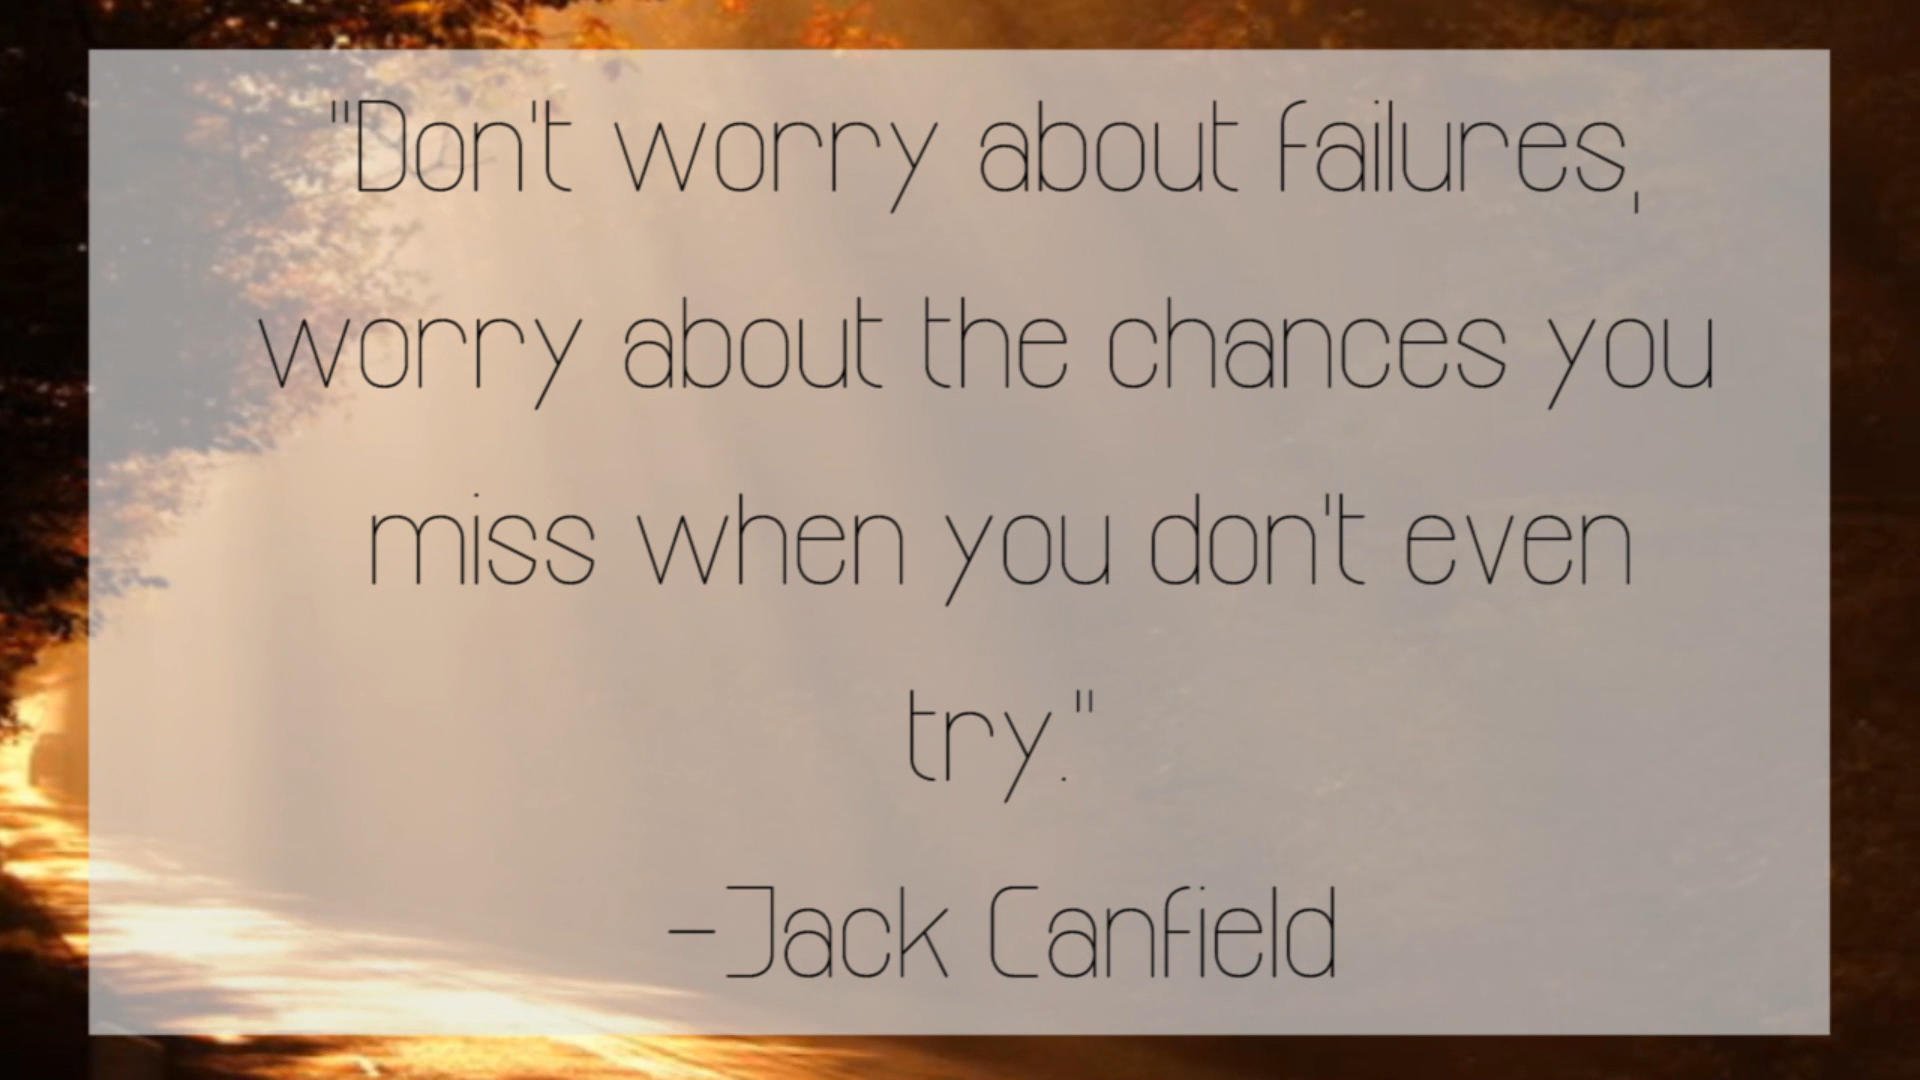 "Don't worry about failures,
worry about the chances you
miss when you don't even
try."
-Jack Canfield